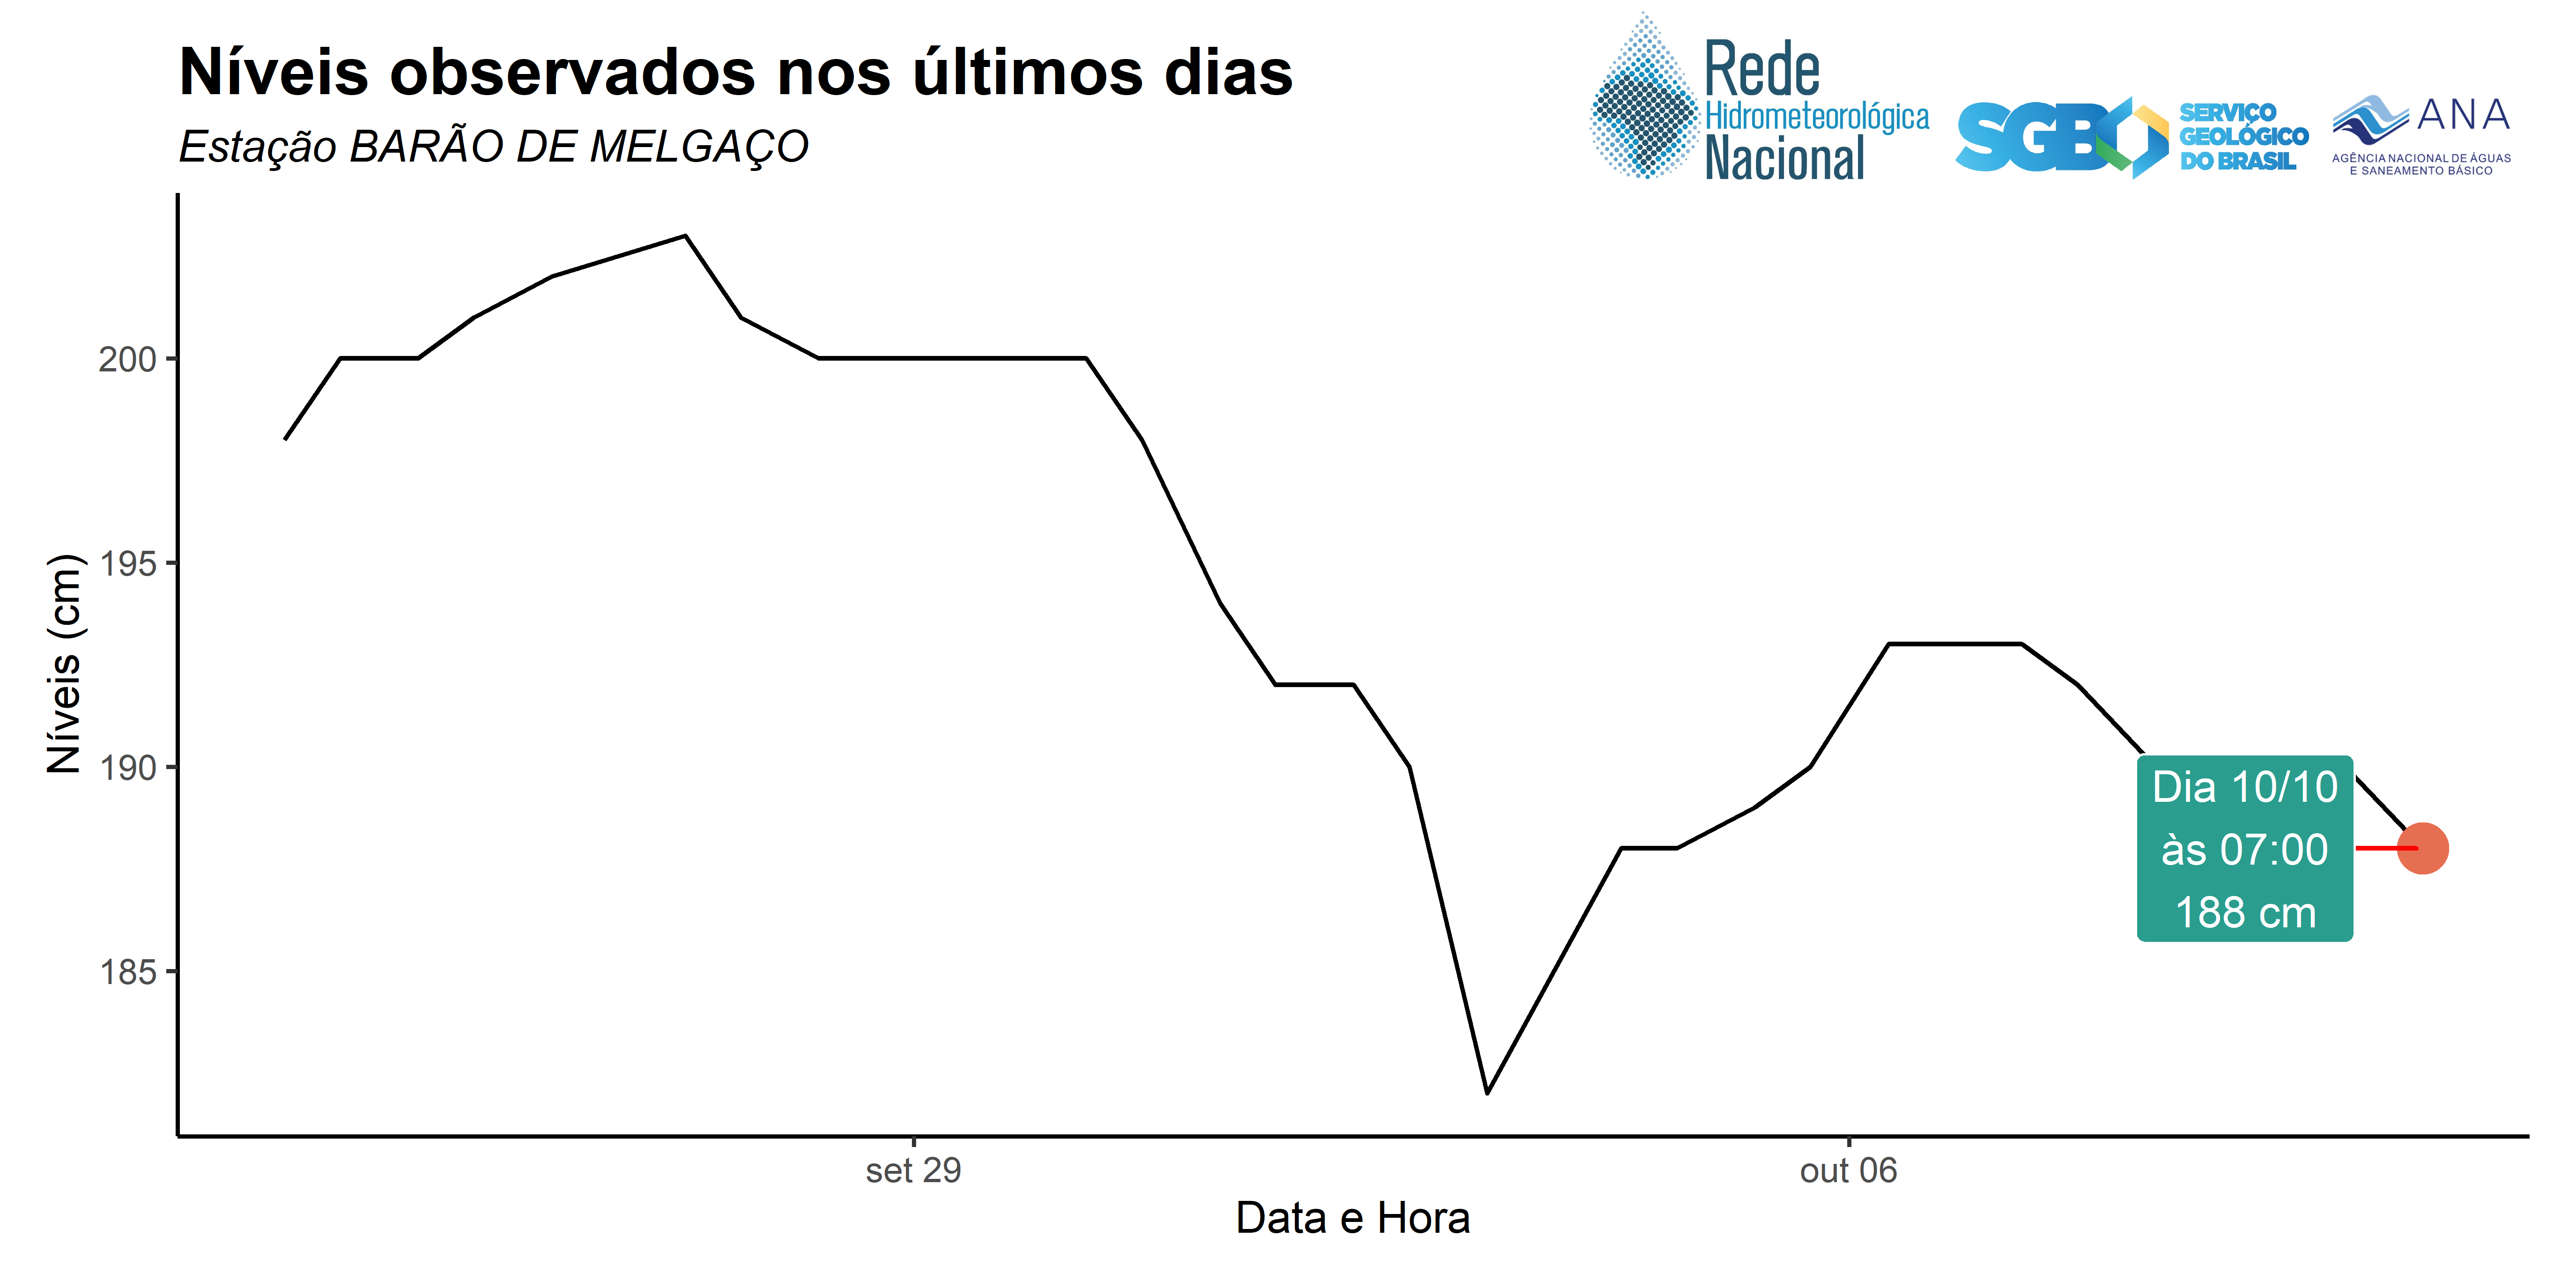 Níveis observados nos últimos dias
Estação BARÃO DE MELGAÇO
Rede
Hidrometeorológica
Nacional
SGB
SERVIÇO
GEOLÓGICO
DO BRASIL
ANA
AGÊNCIA NACIONAL DE ÁGUAS
E SANEAMENTO BÁSICO
Níveis (cm)
200
195
190
185
Dia 10/10
às 07:00
188 cm
set 29
out 06
Data e Hora